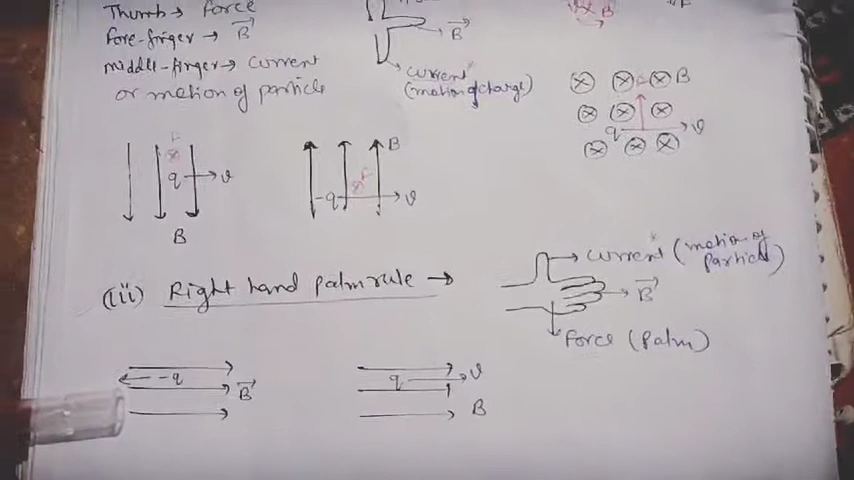 Thumb → force
fore-finger → B
middle-finger → current
or motion of particle
B
current
(motion of charge)
v x B
F
B
q v
F
q → v
B
F
B
-q v
(iii) Right hand palm rule →
current (motion of particle)
B
force (palm)
-q
B
q v
B